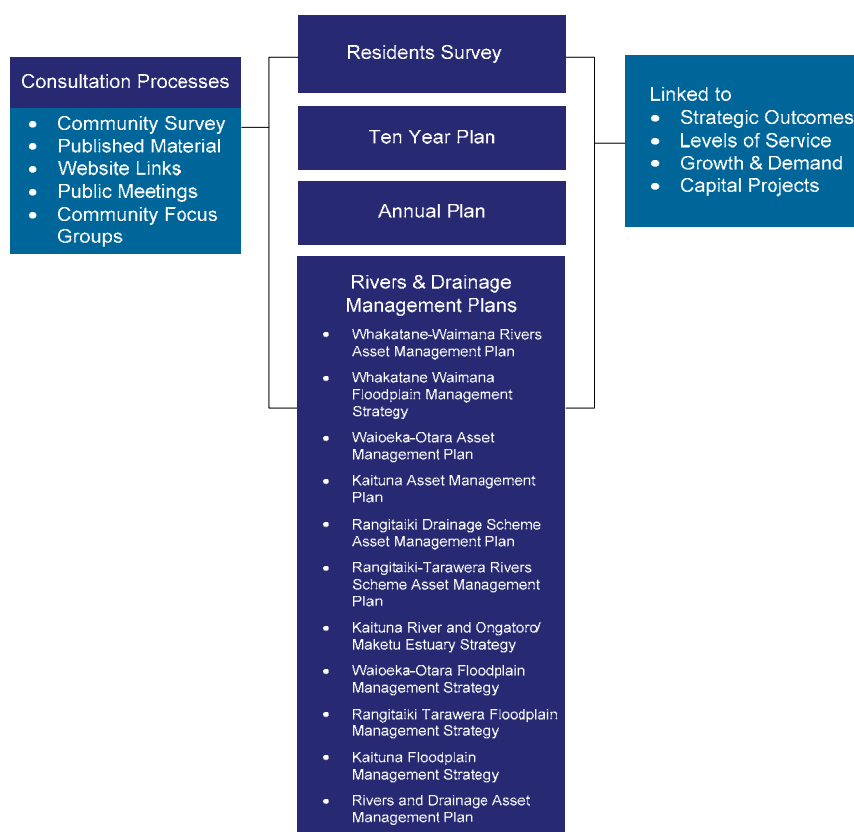 Consultation Processes
• Community Survey
• Published Material
• Website Links
• Public Meetings
• Community Focus
Groups
Residents Survey
Ten Year Plan
Annual Plan
Rivers & Drainage
Management Plans
• Whakatane-Waimana Rivers
Asset Management Plan
• Whakatane Waimana
Floodplain Management
Strategy
• Waioeka-Otara Asset
Management Plan
• Kaituna Asset Management
Plan
• Rangitaiki Drainage Scheme
Asset Management Plan
• Rangitaiki-Tarawera Rivers
Scheme Asset Management
Plan
• Kaituna River and Ongatoro/
Maketu Estuary Strategy
• Waioeka-Otara Floodplain
Management Strategy
• Rangitaiki Tarawera Floodplain
Management Strategy
• Kaituna Floodplain
Management Strategy
• Rivers and Drainage Asset
Management Plan
Linked to
• Strategic Outcomes
• Levels of Service
• Growth & Demand
• Capital Projects